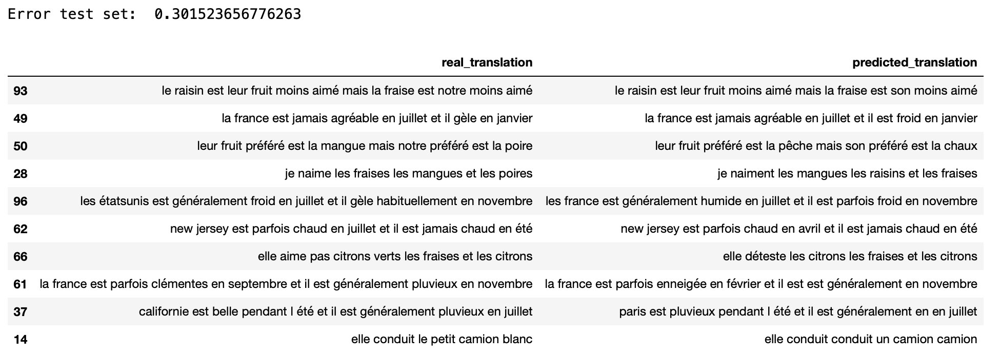 Error test set:  0.301523656776263
real_translation predicted_translation
93 le raisin est leur fruit moins aimé mais la fraise est notre moins aimé le raisin est leur fruit moins aimé mais la fraise est son moins aimé
49 la france est jamais agréable en juillet et il gèle en janvier la france est jamais agréable en juillet et il est froid en janvier
50 leur fruit préféré est la mangue mais notre préféré est la poire leur fruit préféré est la pêche mais son préféré est la chaux
28 je naime les fraises les mangues et les poires je naiment les mangues les raisins et les fraises
96 les étatsunis est généralement froid en juillet et il gèle habituellement en novembre les france est généralement humide en juillet et il est parfois froid en novembre
62 new jersey est parfois chaud en juillet et il est jamais chaud en été new jersey est parfois chaud en avril et il est jamais chaud en été
66 elle aime pas citrons verts les fraises et les citrons elle déteste les citrons les fraises et les citrons
61 la france est parfois clémentes en septembre et il est généralement pluvieux en novembre la france est parfois enneigée en février et il est est généralement en novembre
37 californie est belle pendant l été et il est généralement pluvieux en juillet paris est pluvieux pendant l été et il est généralement en en juillet
14 elle conduit le petit camion blanc elle conduit conduit un camion camion